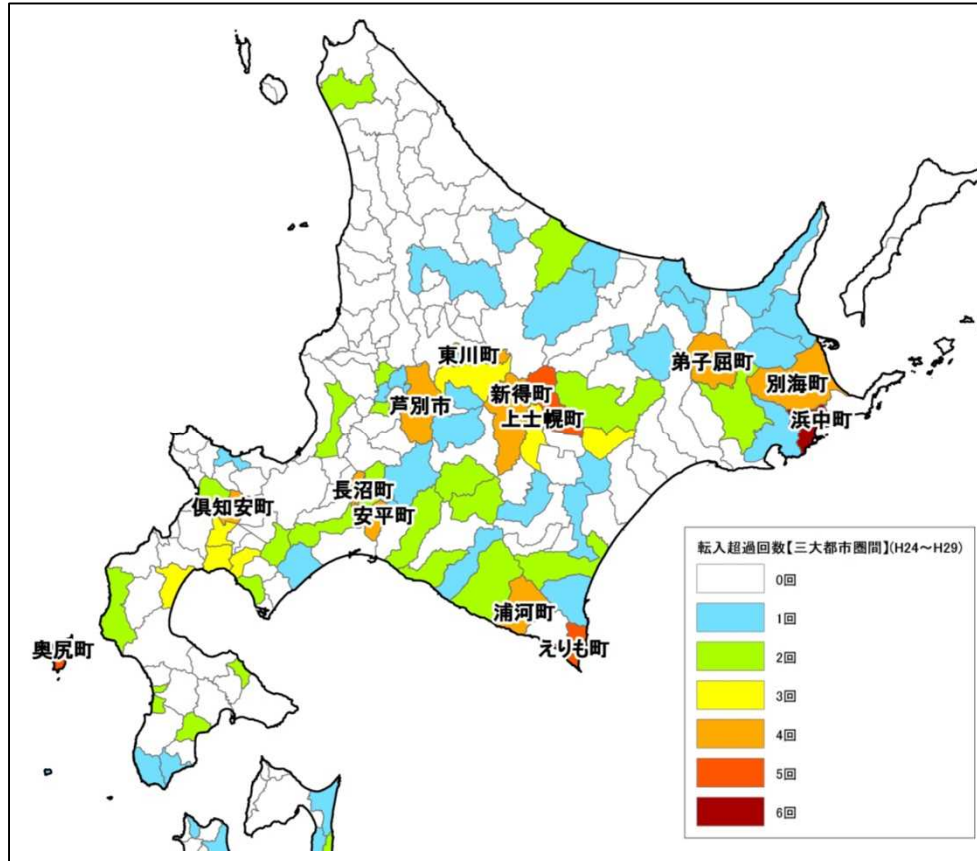 東川町
弟子屈町
別海町
新得町
芦別市
上士幌町
浜中町
長沼町
倶知安町
安平町
浦河町
えりも町
奥尻町
転入超過回数【三大都市圏間】(H24～H29)
0回
1回
2回
3回
4回
5回
6回